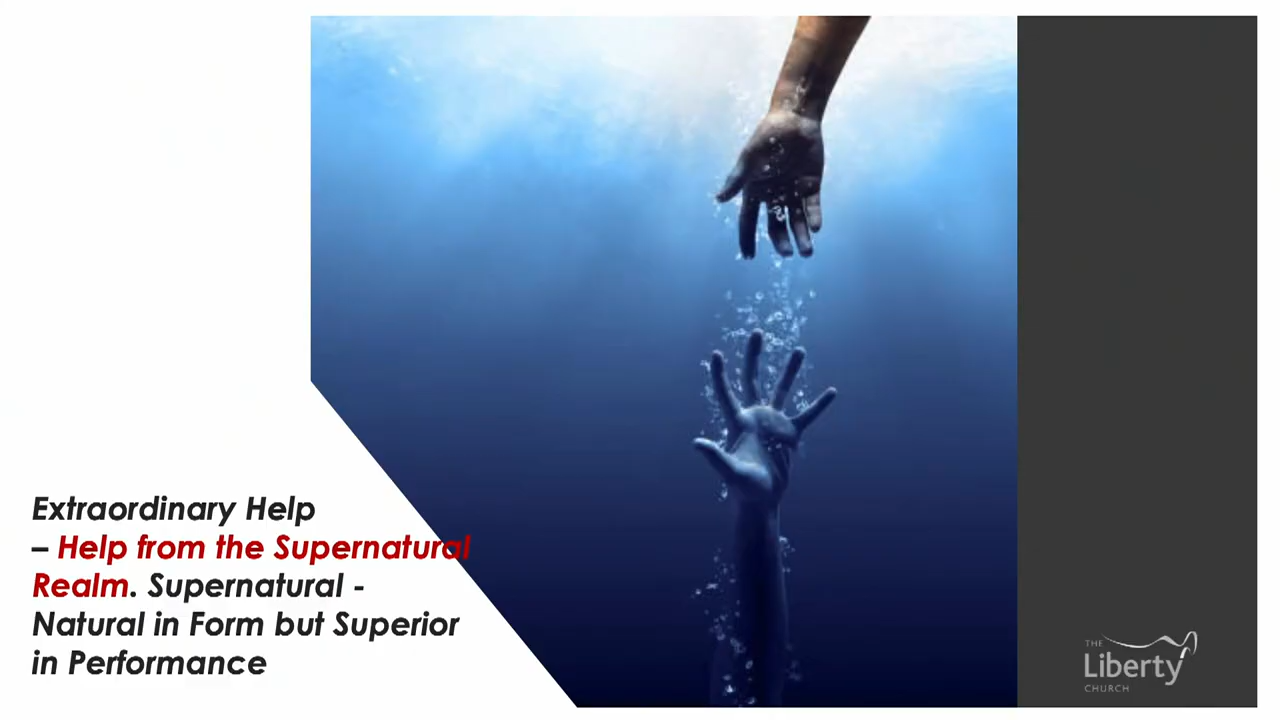 Extraordinary Help
– Help from the Supernatural
Realm. Supernatural -
Natural in Form but Superior
in Performance
THE
Liberty
CHURCH